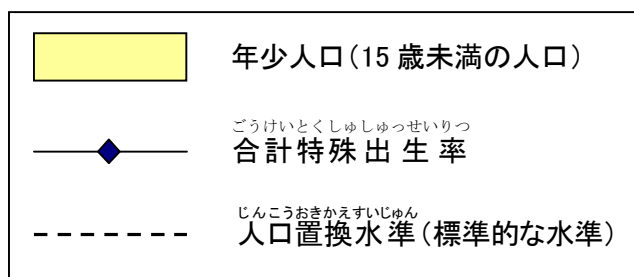 年少人口(15 歳未満の人口)
ごうけいとくしゅしゅっせいりつ
合計特殊出生率
じんこうおきかえすいじゅん
人口置換水準(標準的な水準)